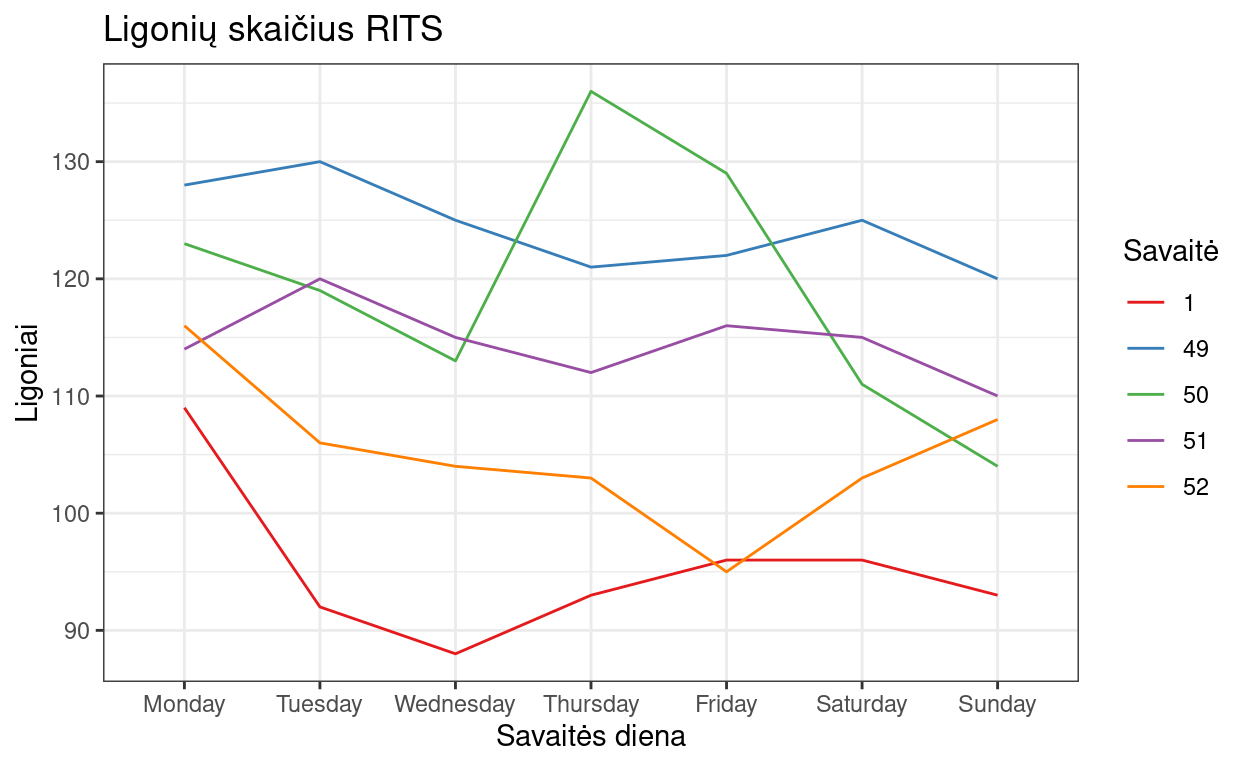 Ligonių skaičius RITS
Ligoniai
130
120
110
100
90
Monday Tuesday Wednesday Thursday Friday Saturday Sunday
Savaitės diena
Savaitė
1
49
50
51
52